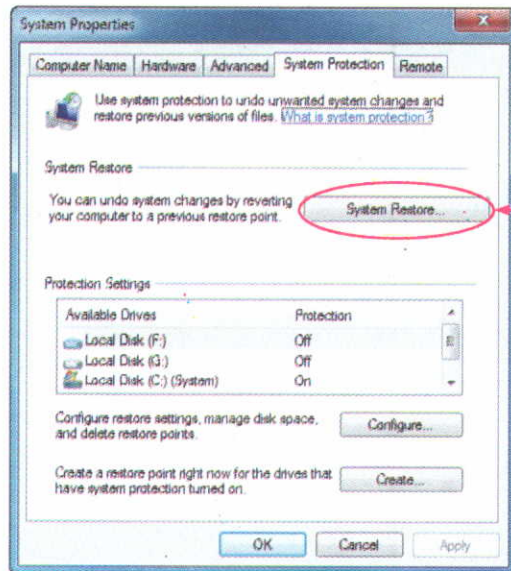 System Properties
Computer Name Hardware Advanced System Protection Remote
Use system protection to undo unwanted system changes and
restore previous versions of files. What is system protection?
System Restore
You can undo system changes by reverting
your computer to a previous restore point.
System Restore...
Protection Settings
Available Drives Protection
Local Disk (F:) Off
Local Disk (G:) Off
Local Disk (C:) (System) On
Configure restore settings, manage disk space,
and delete restore points.
Configure...
Create a restore point right now for the drives that
have system protection turned on.
Create...
OK Cancel Apply